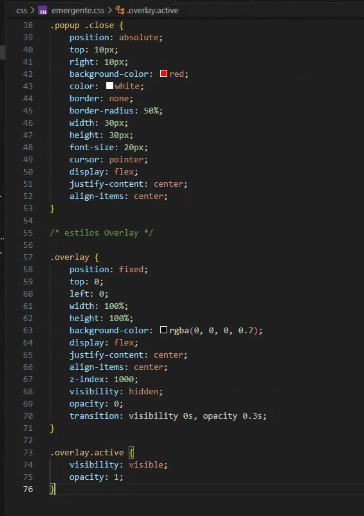 css > emergente.css > .overlay.active
38 .popup .close {
39 position: absolute;
40 top: 10px;
41 right: 10px;
42 background-color: red;
43 color: white;
44 border: none;
45 border-radius: 50%;
46 width: 30px;
47 height: 30px;
48 font-size: 20px;
49 cursor: pointer;
50 display: flex;
51 justify-content: center;
52 align-items: center;
53 }
54
55 /* estilos Overlay */
56
57 .overlay {
58 position: fixed;
59 top: 0;
60 left: 0;
61 width: 100%;
62 height: 100%;
63 background-color: rgba(0, 0, 0, 0.7);
64 display: flex;
65 justify-content: center;
66 align-items: center;
67 z-index: 1000;
68 visibility: hidden;
69 opacity: 0;
70 transition: visibility 0s, opacity 0.3s;
71 }
72
73 .overlay.active {
74 visibility: visible;
75 opacity: 1;
76 }